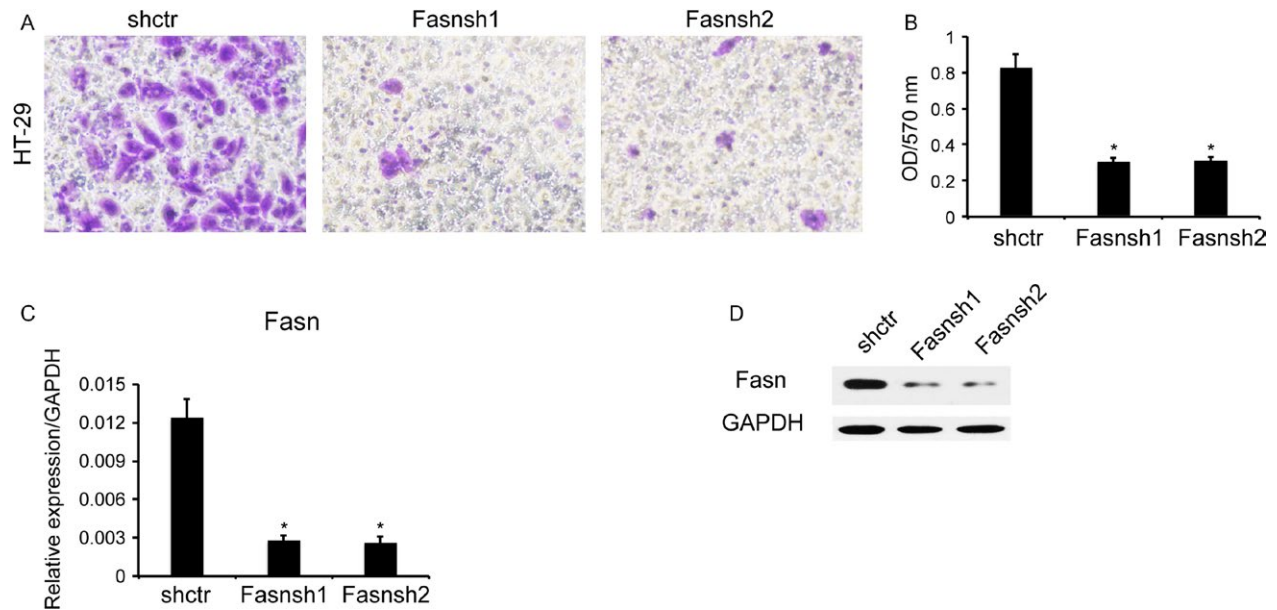 A
shctr
Fasnsh1
Fasnsh2
HT-29
B
OD/570 nm
1
0.8
0.6
0.4
0.2
0
*
*
shctr
Fasnsh1
Fasnsh2
C
Fasn
Relative expression/GAPDH
0.015
0.012
0.009
0.006
0.003
0
*
*
shctr
Fasnsh1
Fasnsh2
D
shctr
Fasnsh1
Fasnsh2
Fasn
GAPDH